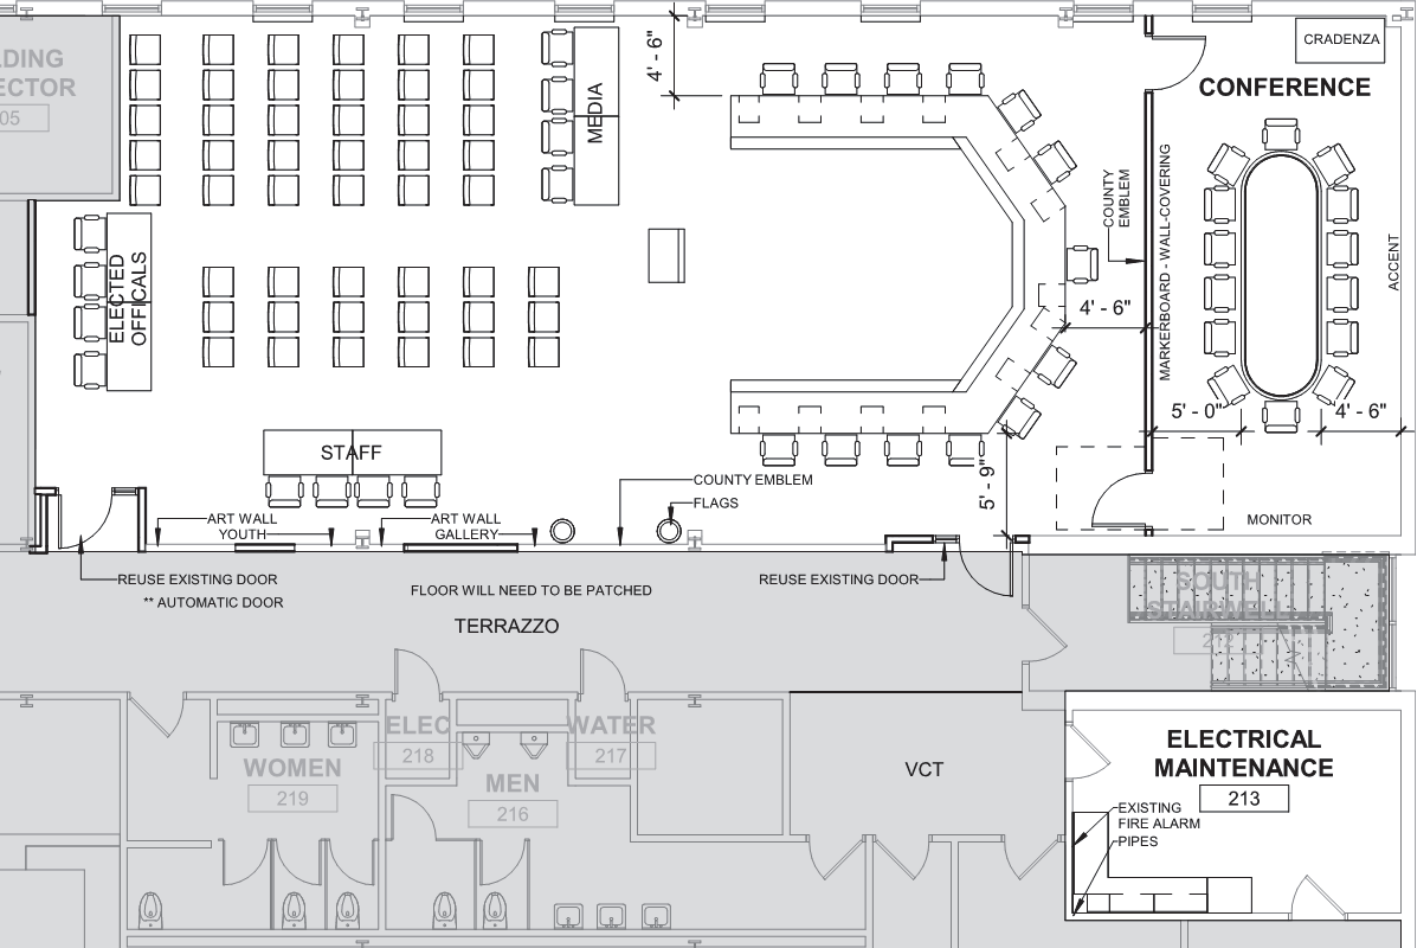 LDING
ECTOR
05
MEDIA
4' - 6"
CRADENZA
CONFERENCE
COUNTY
EMBLEM
MARKERBOARD - WALL-COVERING
ACCENT
ELECTED
OFFICALS
4' - 6"
5' - 0"
4' - 6"
STAFF
5' - 9"
COUNTY EMBLEM
FLAGS
ART WALL
YOUTH
ART WALL
GALLERY
MONITOR
REUSE EXISTING DOOR
** AUTOMATIC DOOR
FLOOR WILL NEED TO BE PATCHED
REUSE EXISTING DOOR
TERRAZZO
SOUTH
STAIRWELL
212
ELEC
218
WATER
217
WOMEN
219
MEN
216
VCT
ELECTRICAL
MAINTENANCE
213
EXISTING
FIRE ALARM
PIPES